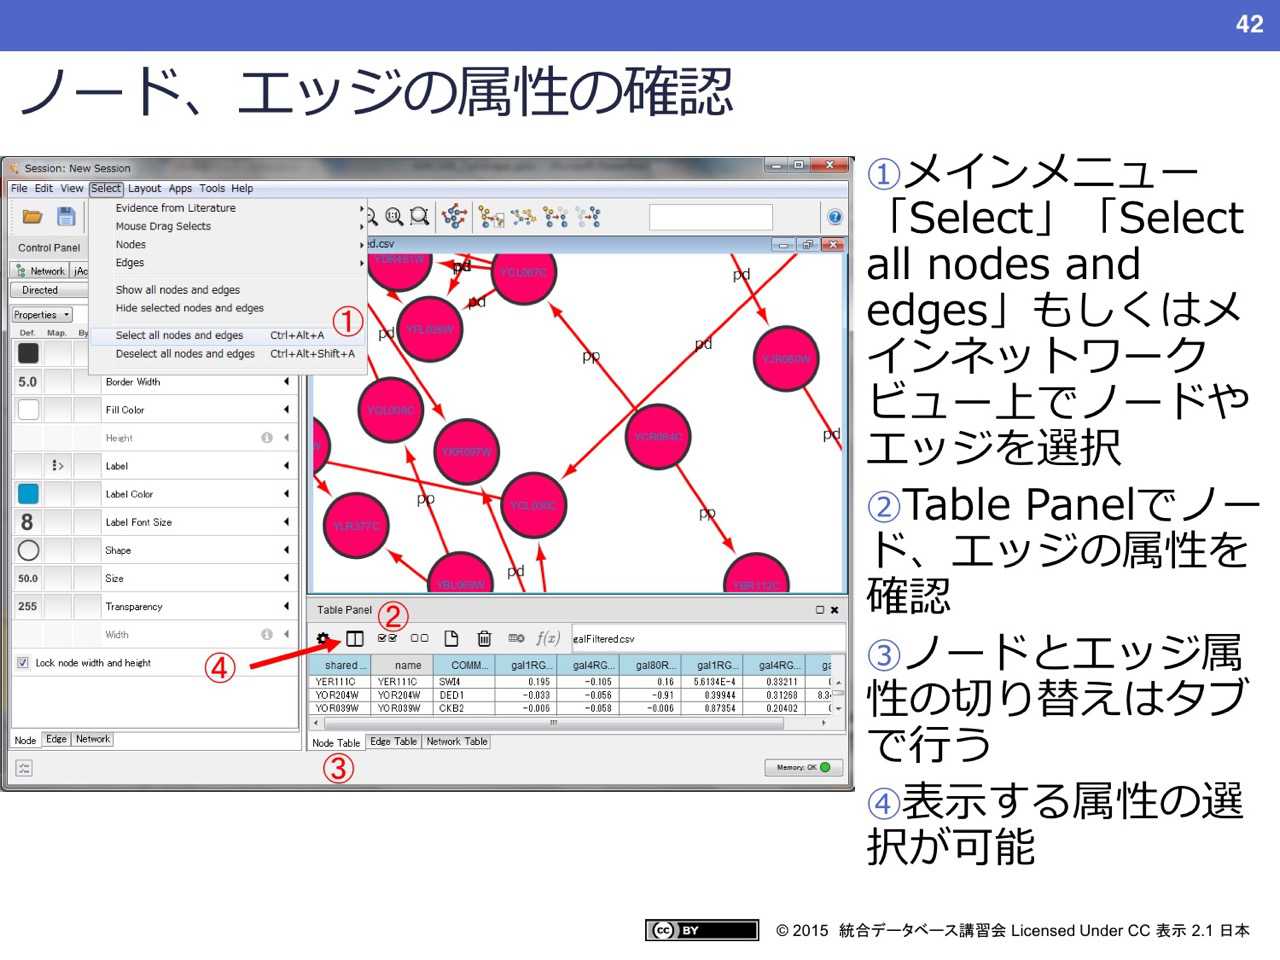 42
ノード、エッジの属性の確認
Session: New Session
File Edit View Select Layout Apps Tools Help
Evidence from Literature
Mouse Drag Selects
Nodes
Edges
Show all nodes and edges
Hide selected nodes and edges
①
Select all nodes and edges Ctrl+Alt+A
Deselect all nodes and edges Ctrl+Alt+Shift+A
Control Panel
Network jAc
Directed
Properties
Def. Map. By
5.0 Border Width
Fill Color
Height
Label
Label Color
8 Label Font Size
Shape
50.0 Size
255 Transparency
Width
Lock node width and height
Node Edge Network
ed.csv
YCL067C
pd
pd
pd
YFL026W
pd
pd
pp
YJR060W
YCR084C
pd
YKR097W
pp
YLR377C
pp
pd
YBR112C
Table Panel
②
④
f(x) galFiltered.csv
shared ... name COMM... gal1RG... gal4RG... gal80R... gal1RG... gal4RG... ga
YER111C YER111C SWI4 0.195 -0.105 0.16 5.6134E-4 0.33211
YOR204W YOR204W DED1 -0.033 -0.056 -0.91 0.39944 0.31268 8.3
YOR039W YOR039W CKB2 -0.006 -0.058 -0.006 0.87354 0.20402
Node Table Edge Table Network Table
③
Memory: OK
①メインメニュー
「Select」「Select
all nodes and
edges」もしくはメ
インネットワーク
ビュー上でノードや
エッジを選択
②Table Panelでノー
ド、エッジの属性を
確認
③ノードとエッジ属
性の切り替えはタブ
で行う
④表示する属性の選
択が可能
cc BY
© 2015 統合データベース講習会 Licensed Under CC 表示 2.1 日本